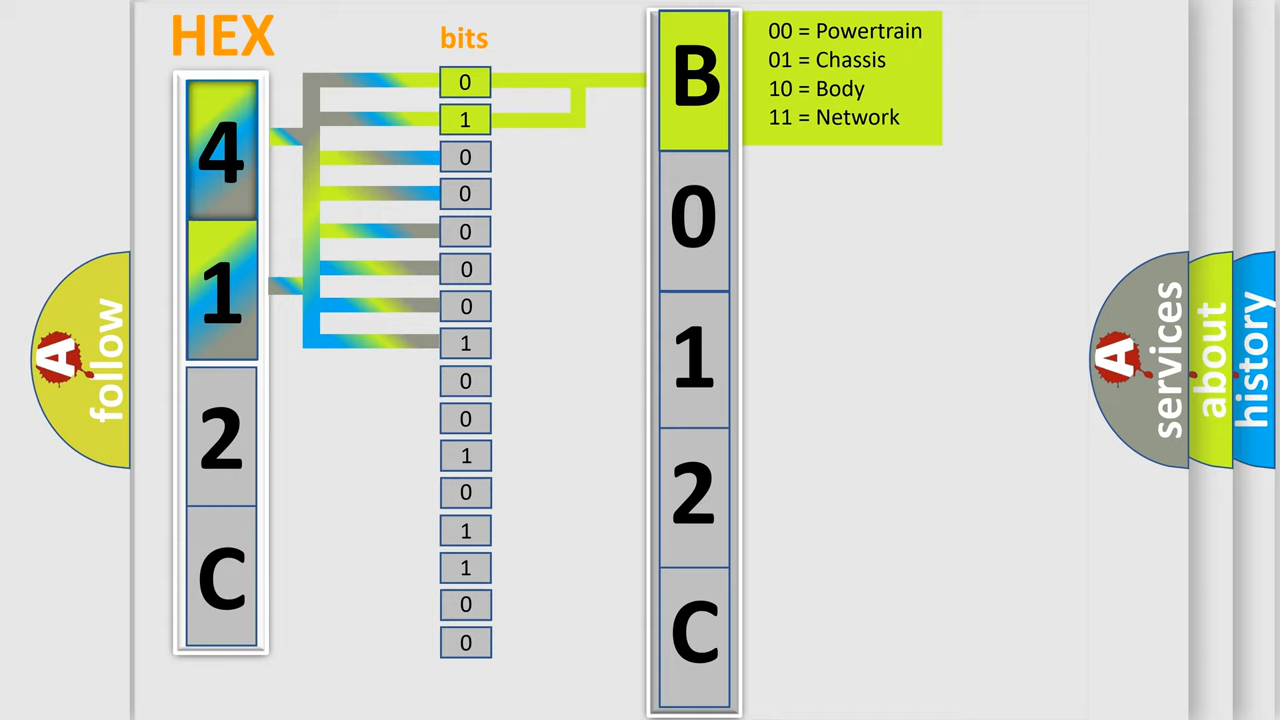 HEX
bits
4
1
2
C
0
1
0
0
0
0
0
1
0
0
1
0
1
1
0
0
B
0
1
2
C
00 = Powertrain
01 = Chassis
10 = Body
11 = Network
A
follow
A
services
about
history